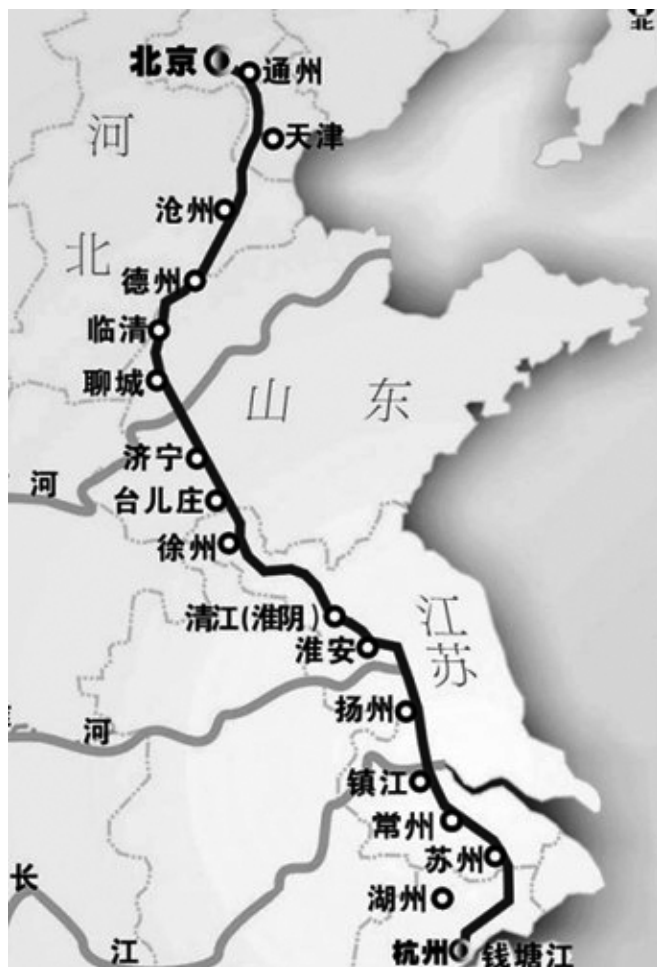 北
北京
通州
河
天津
沧州
北
德州
临清
聊城
山东
济宁
河
台儿庄
徐州
清江(淮阴)
江
苏
淮安
扬州
河
镇江
常州
苏州
长
湖州
江
杭州
钱塘江